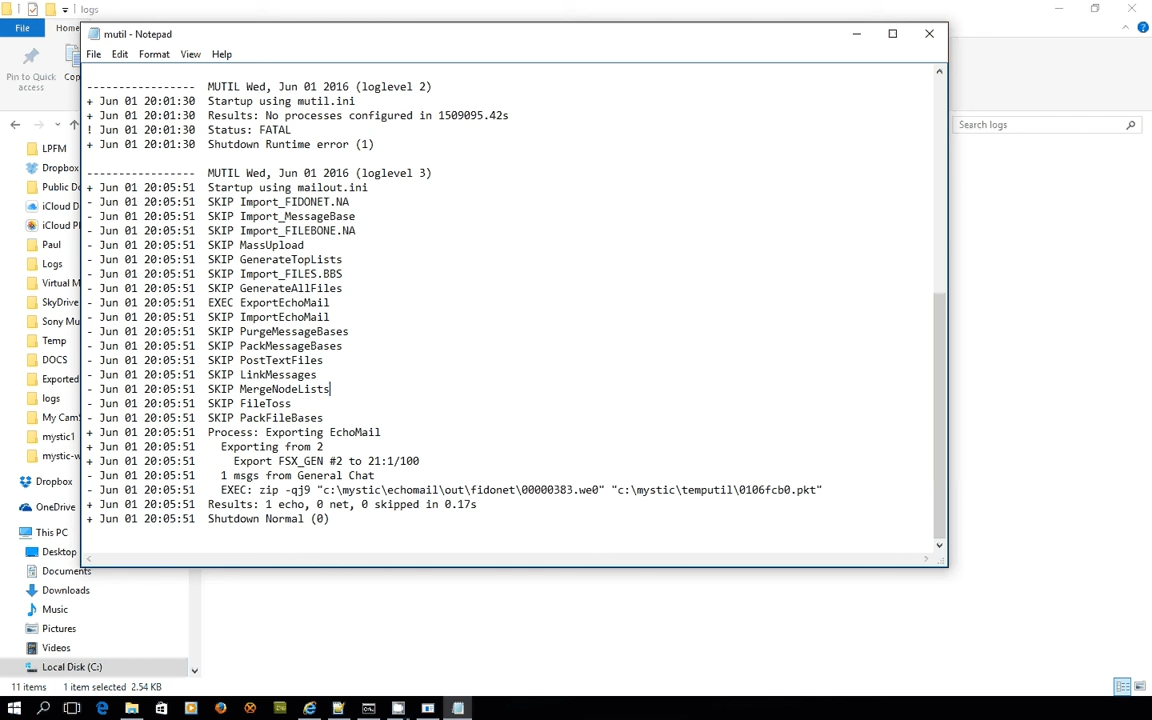 logs
File
Home
mutil - Notepad
File Edit Format View Help
Pin to Quick
access
Search logs
----------------- MUTIL Wed, Jun 01 2016 (loglevel 2)
+ Jun 01 20:01:30 Startup using mutil.ini
+ Jun 01 20:01:30 Results: No processes configured in 1509095.42s
! Jun 01 20:01:30 Status: FATAL
+ Jun 01 20:01:30 Shutdown Runtime error (1)
----------------- MUTIL Wed, Jun 01 2016 (loglevel 3)
+ Jun 01 20:05:51 Startup using mailout.ini
- Jun 01 20:05:51 SKIP Import_FIDONET.NA
- Jun 01 20:05:51 SKIP Import_MessageBase
- Jun 01 20:05:51 SKIP Import_FILEBONE.NA
- Jun 01 20:05:51 SKIP MassUpload
- Jun 01 20:05:51 SKIP GenerateTopLists
- Jun 01 20:05:51 SKIP Import_FILES.BBS
- Jun 01 20:05:51 SKIP GenerateAllFiles
- Jun 01 20:05:51 EXEC ExportEchoMail
- Jun 01 20:05:51 SKIP ImportEchoMail
- Jun 01 20:05:51 SKIP PurgeMessageBases
- Jun 01 20:05:51 SKIP PackMessageBases
- Jun 01 20:05:51 SKIP PostTextFiles
- Jun 01 20:05:51 SKIP LinkMessages
- Jun 01 20:05:51 SKIP MergeNodeLists
- Jun 01 20:05:51 SKIP FileToss
- Jun 01 20:05:51 SKIP PackFileBases
+ Jun 01 20:05:51 Process: Exporting EchoMail
+ Jun 01 20:05:51 Exporting from 2
+ Jun 01 20:05:51 Export FSX_GEN #2 to 21:1/100
- Jun 01 20:05:51 1 msgs from General Chat
- Jun 01 20:05:51 EXEC: zip -qj9 "c:\mystic\echomail\out\fidonet\00000383.we0" "c:\mystic\temputil\0106fcb0.pkt"
+ Jun 01 20:05:51 Results: 1 echo, 0 net, 0 skipped in 0.17s
+ Jun 01 20:05:51 Shutdown Normal (0)
LPFM
Dropbox
Public Do
iCloud D
iCloud Ph
Paul
Logs
Virtual M
SkyDrive
Sony Mu
Temp
DOCS
Exported
logs
My Cam
mystic1
mystic-w
Dropbox
OneDrive
This PC
Desktop
Documents
Downloads
Music
Pictures
Videos
Local Disk (C:)
11 items 1 item selected 2.54 KB